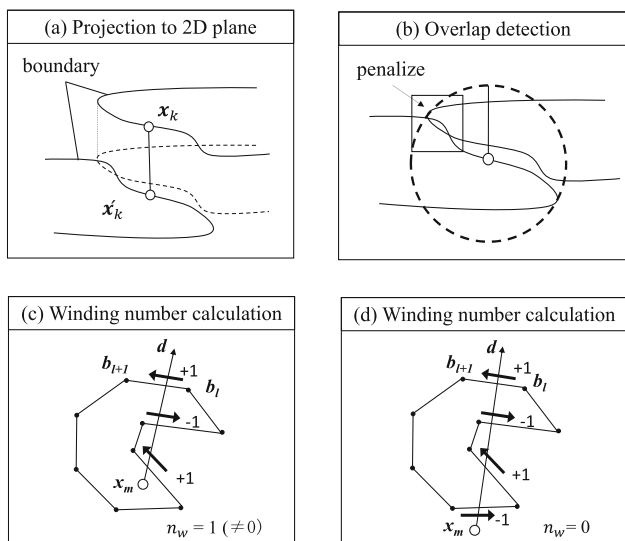 (a) Projection to 2D plane
boundary
x_k
x́_k
(b) Overlap detection
penalize
(c) Winding number calculation
d
b_{l+1}
+1
b_l
-1
+1
x_m
n_w = 1 (≠0)
(d) Winding number calculation
d
b_{l+1}
+1
b_l
-1
+1
x_m
-1
n_w = 0